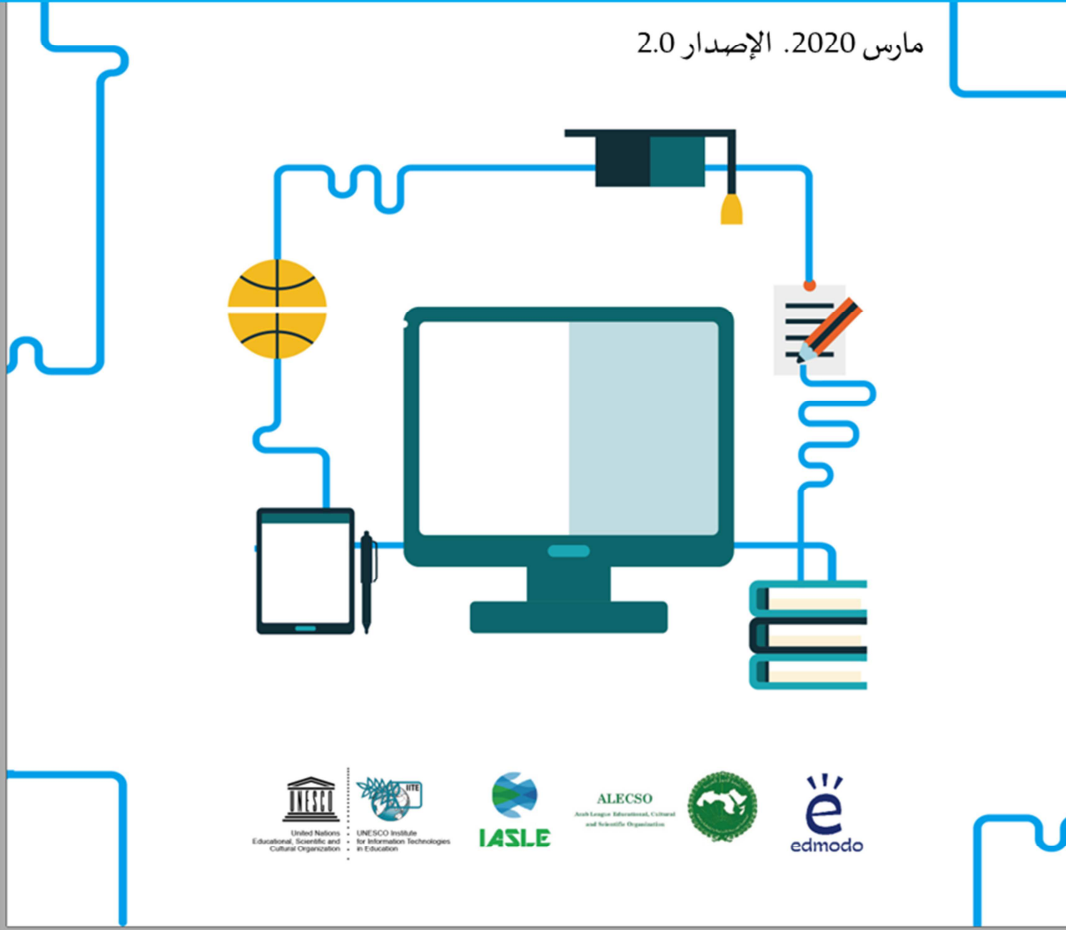 مارس 2020. الإصدار 2.0
UNESCO
United Nations
Educational, Scientific and
Cultural Organization
IITE
UNESCO Institute
for Information Technologies
in Education
IASLE
ALECSO
Arab League Educational, Cultural
and Scientific Organization
edmodo